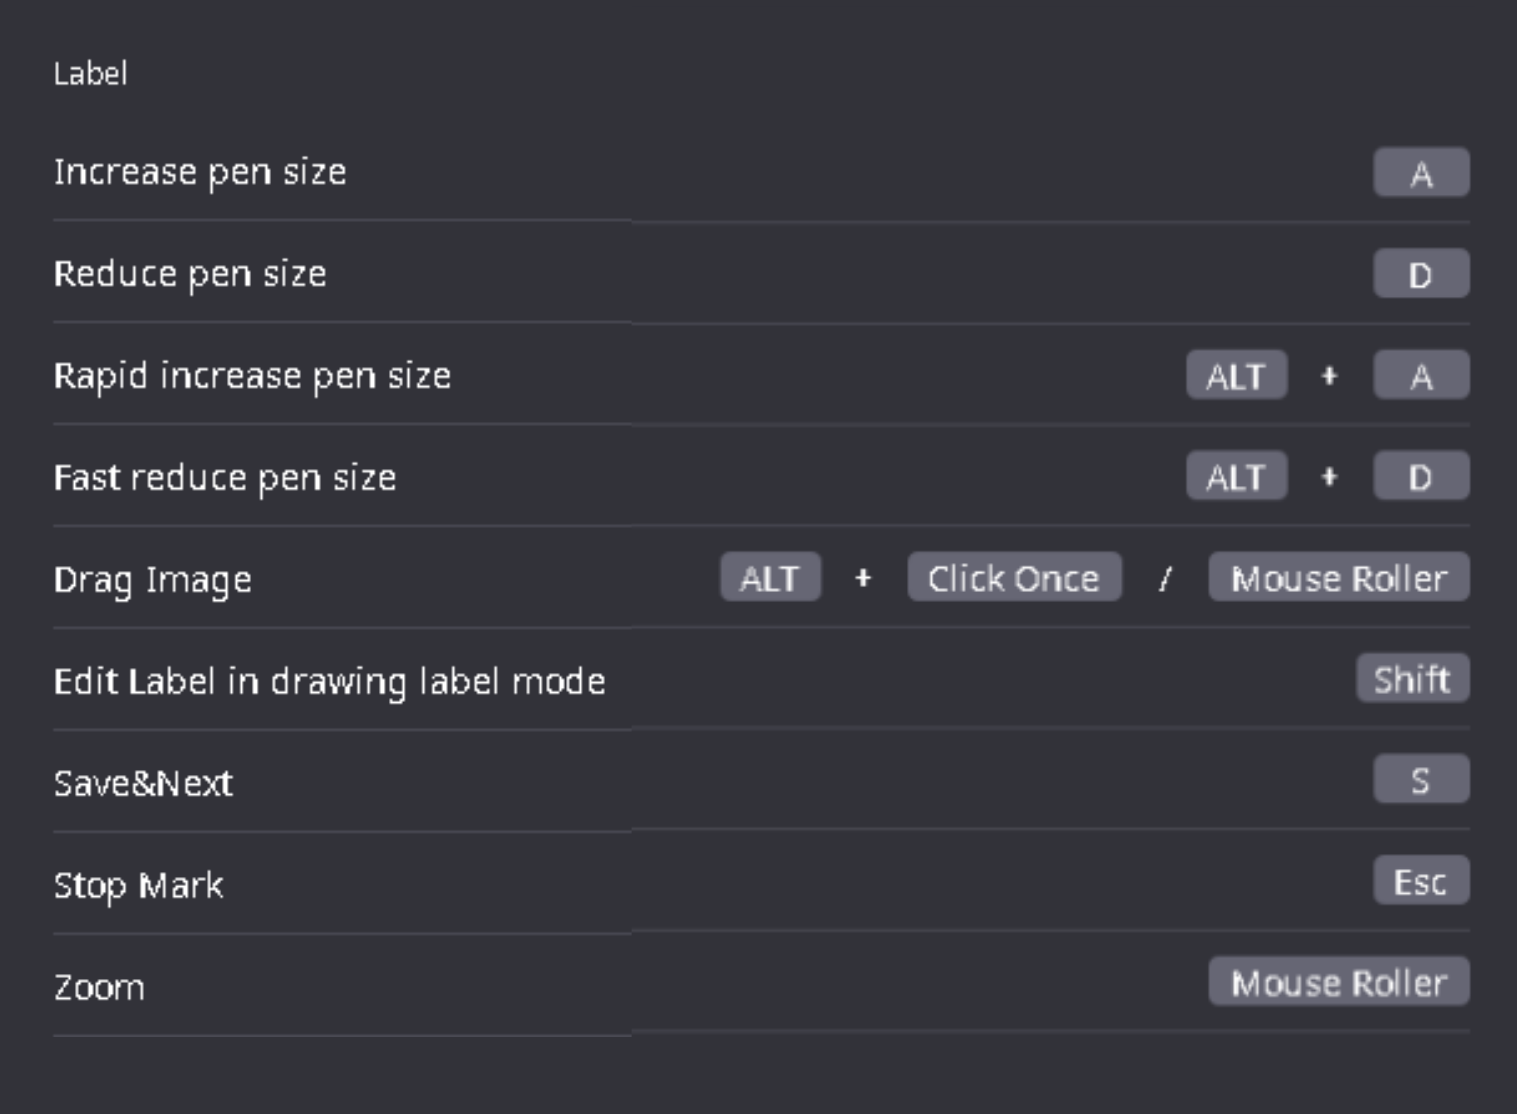 Label
Increase pen size A
Reduce pen size D
Rapid increase pen size ALT + A
Fast reduce pen size ALT + D
Drag Image ALT + Click Once / Mouse Roller
Edit Label in drawing label mode Shift
Save&Next S
Stop Mark Esc
Zoom Mouse Roller